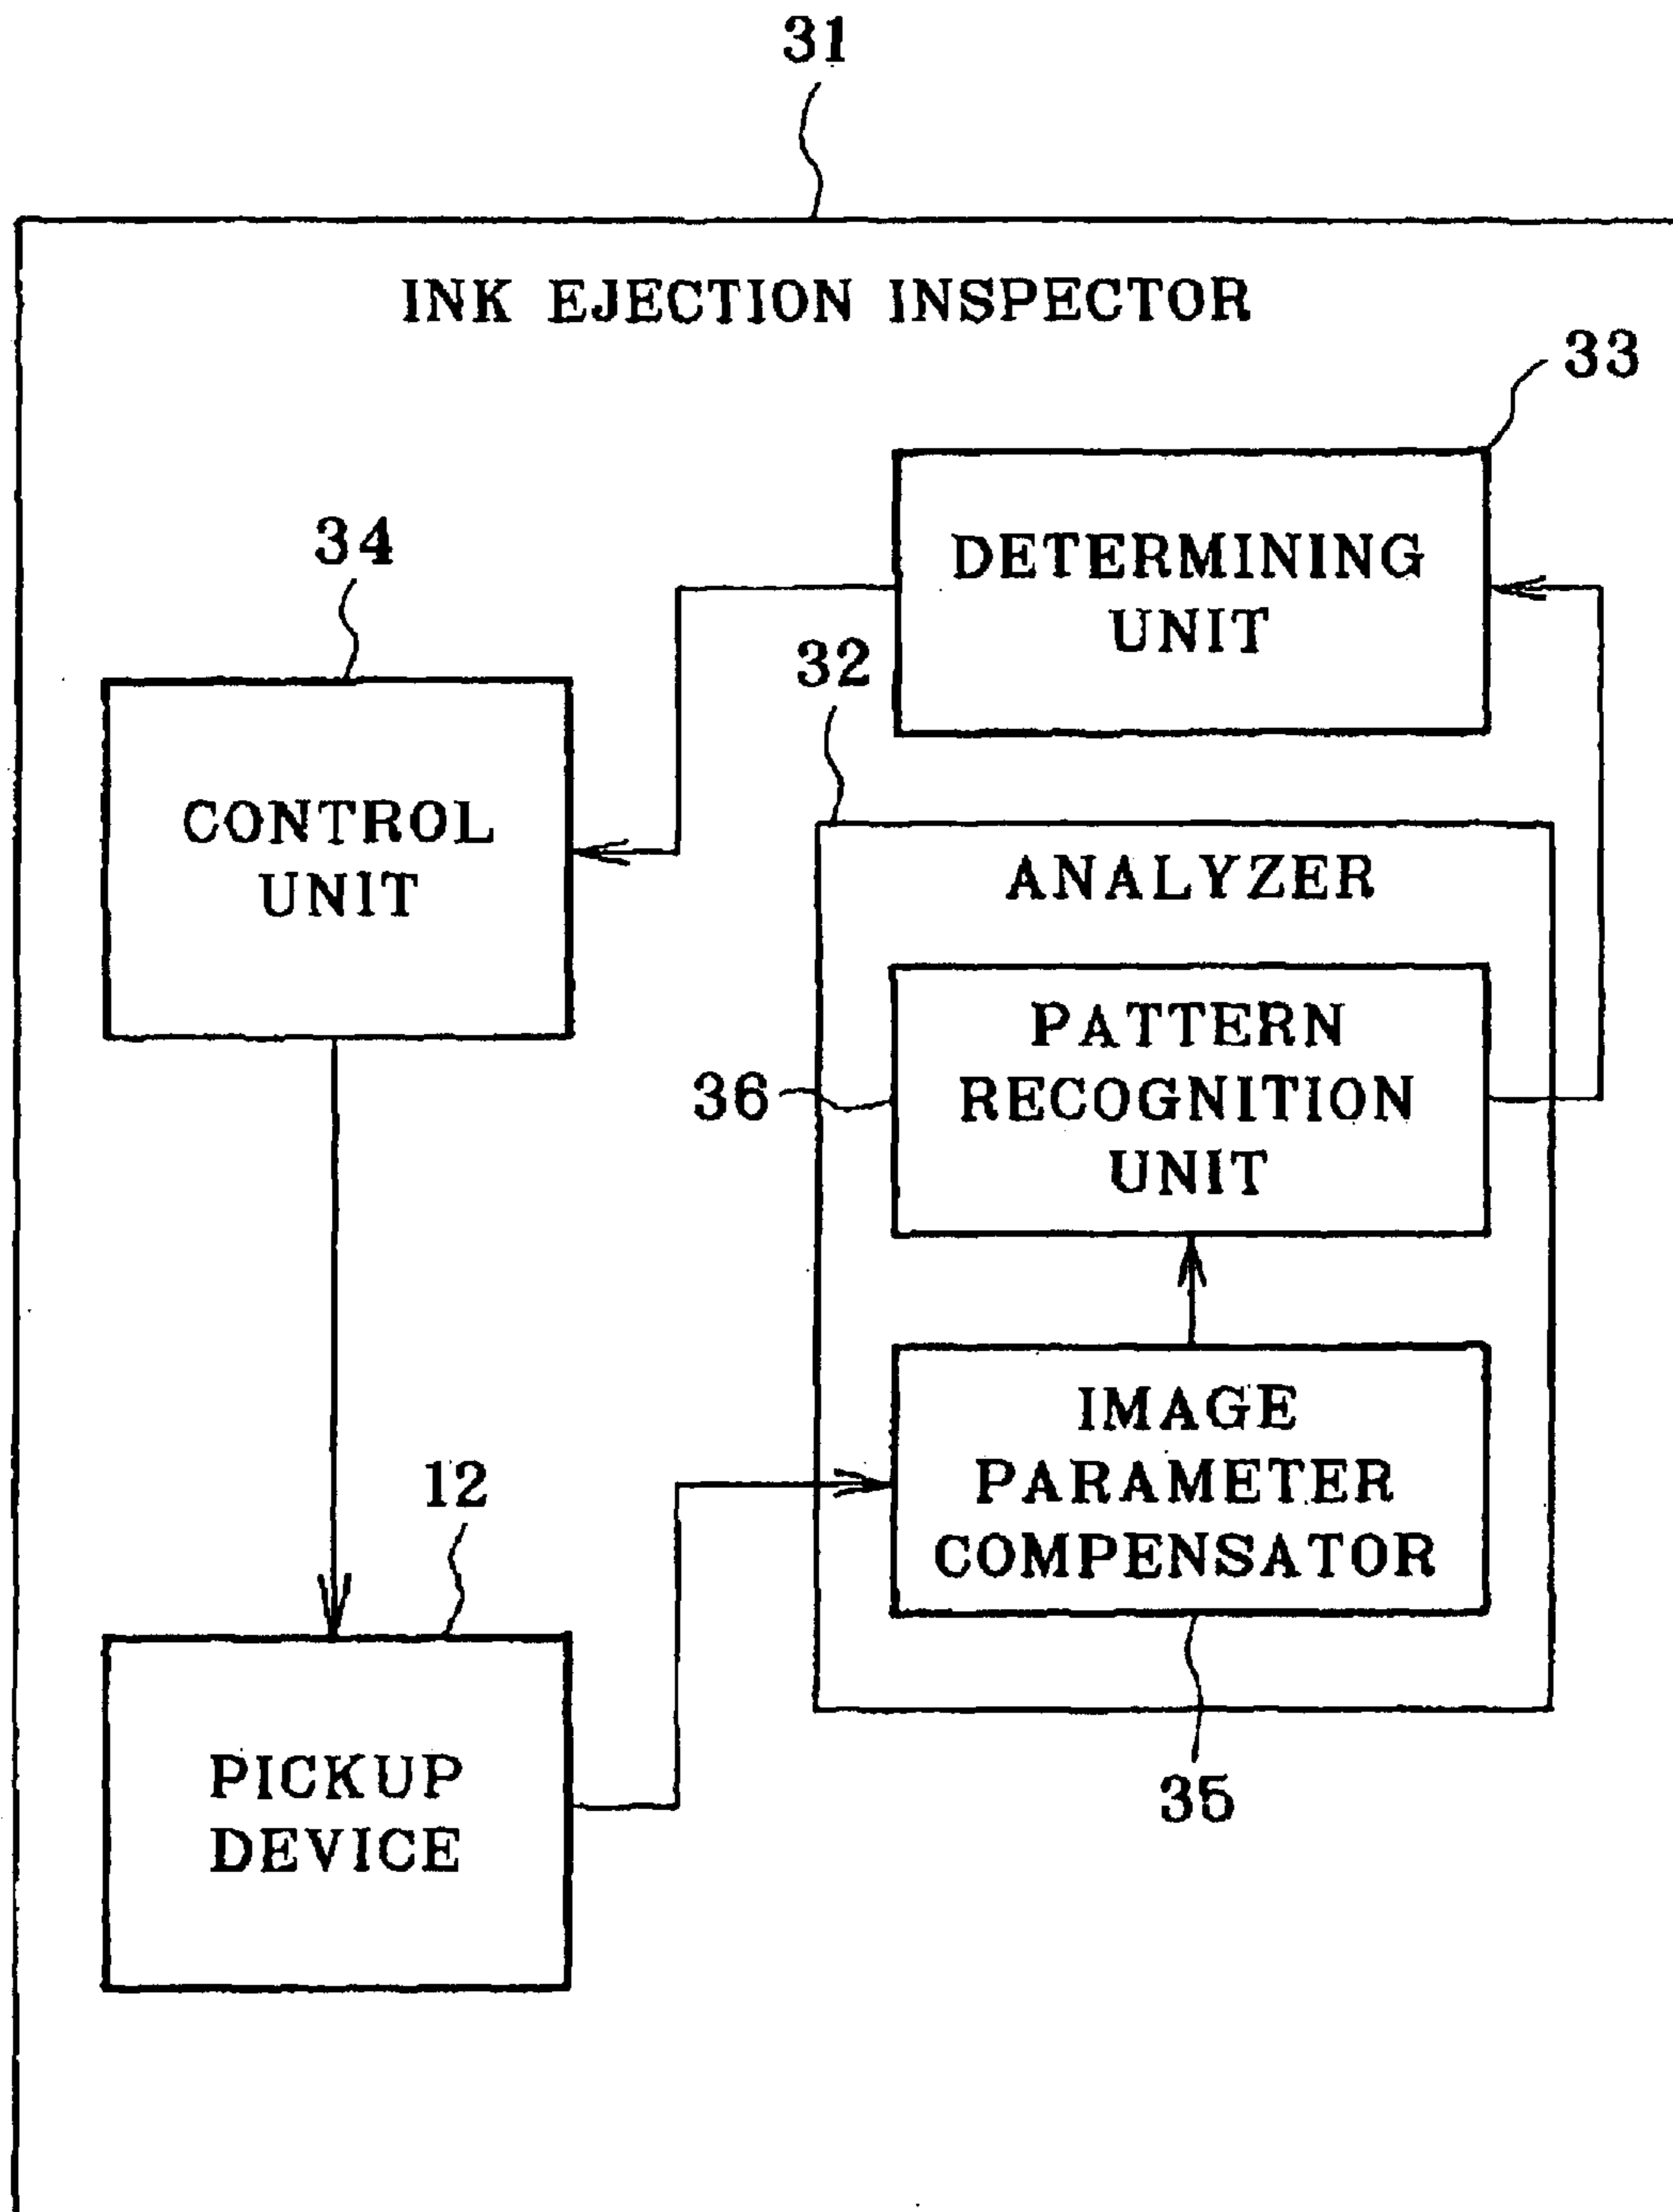 31
INK EJECTION INSPECTOR
33
DETERMINING
UNIT
34
32
CONTROL
UNIT
ANALYZER
PATTERN
RECOGNITION
UNIT
36
IMAGE
PARAMETER
COMPENSATOR
12
35
PICKUP
DEVICE